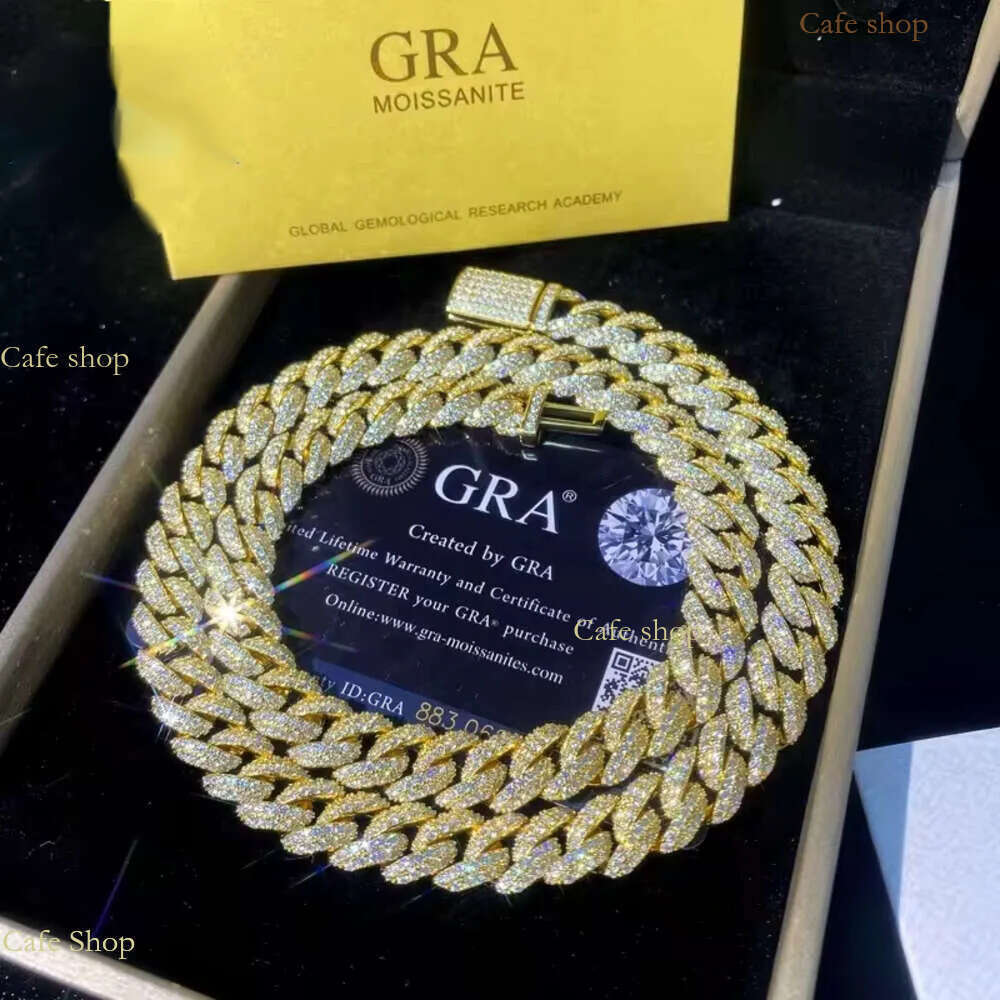 Cafe shop
GRA
MOISSANITE
GLOBAL GEMOLOGICAL RESEARCH ACADEMY
Cafe shop
GRA®
Created by GRA
Lifetime Warranty and Certificate of
REGISTER your GRA® purchase
Online:www.gra-moissanites.com
Cafe shop
ID:GRA 883
Cafe Shop